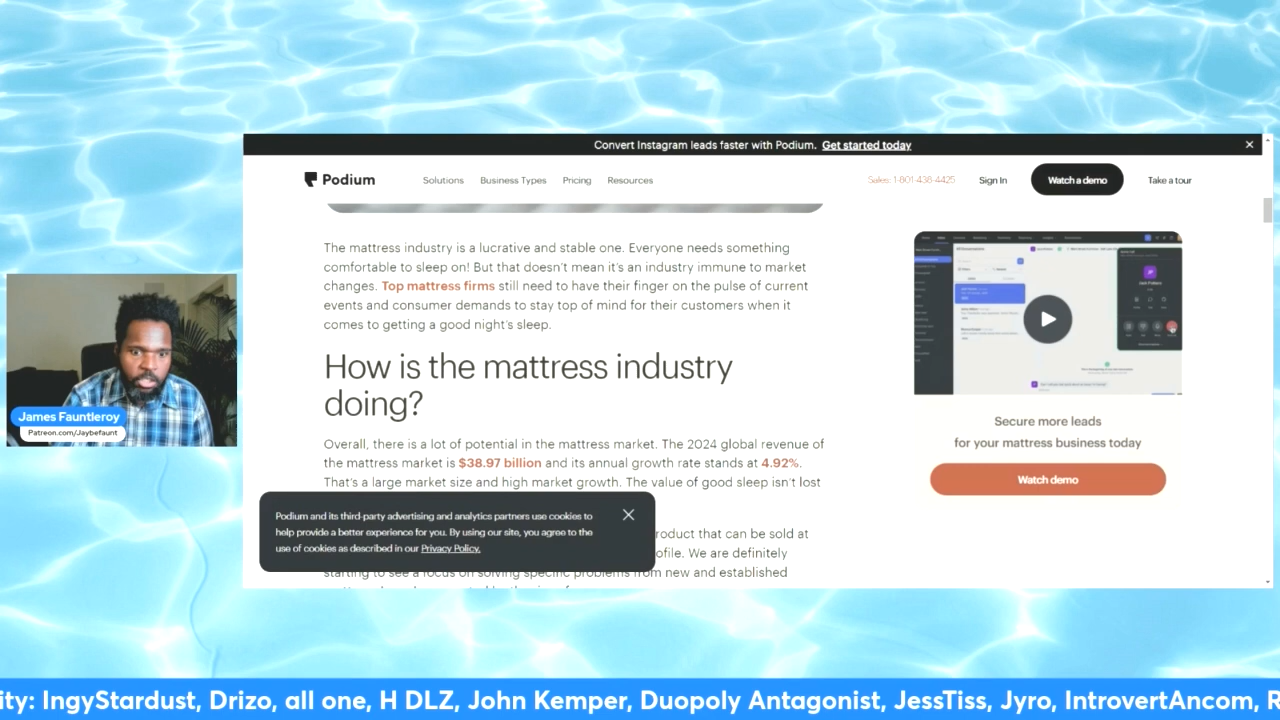 Convert Instagram leads faster with Podium. Get started today
Podium
Solutions Business Types Pricing Resources
Sales: 1-801-438-4425 Sign In Watch a demo Take a tour
The mattress industry is a lucrative and stable one. Everyone needs something
comfortable to sleep on! But that doesn't mean it's an industry immune to market
changes. Top mattress firms still need to have their finger on the pulse of current
events and consumer demands to stay top of mind for their customers when it
comes to getting a good night's sleep.
How is the mattress industry
doing?
Overall, there is a lot of potential in the mattress market. The 2024 global revenue of
the mattress market is $38.97 billion and its annual growth rate stands at 4.92%.
That's a large market size and high market growth. The value of good sleep isn't lost
roduct that can be sold at
ofile. We are definitely
starting to see a focus on solving specific problems from new and established
Podium and its third-party advertising and analytics partners use cookies to
help provide a better experience for you. By using our site, you agree to the
use of cookies as described in our Privacy Policy.
Secure more leads
for your mattress business today
Watch demo
James Fauntleroy
Patreon.com/Jaybefaunt
ity: IngyStardust, Drizo, all one, H DLZ, John Kemper, Duopoly Antagonist, JessTiss, Jyro, IntrovertAncom, R